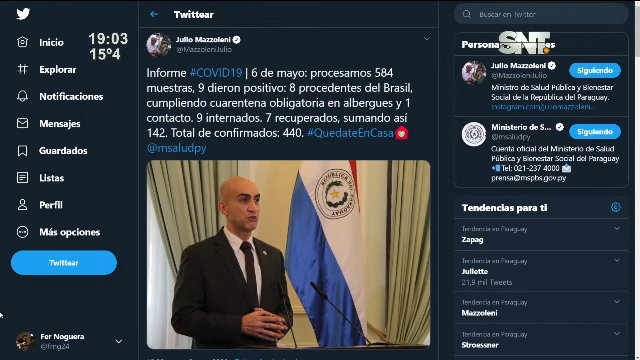 Twittear
Buscar en Twitter
19:03
15°4
SNT
Inicio
Explorar
Notificaciones
Mensajes
Guardados
Listas
Perfil
Más opciones
Twittear
Fer Noguera
@fmg24
Julio Mazzoleni
@MazzoleniJulio
Informe #COVID19 | 6 de mayo: procesamos 584
muestras, 9 dieron positivo: 8 procedentes del Brasil,
cumpliendo cuarentena obligatoria en albergues y 1
contacto. 9 internados. 7 recuperados, sumando así
142. Total de confirmados: 440. #QuedateEnCasa
@msaludpy
REPUBLICA DEL PARAGUAY
Julio Mazzoleni
@MazzoleniJulio
Siguiendo
Ministro de Salud Pública y Bienestar
Social de la República del Paraguay.
instagram.com/juliomazzoleni…
Ministerio de S...
@msaludpy
Siguiendo
Cuenta oficial del Ministerio de Salud
Pública y Bienestar Social del Paraguay
Tel: 021-237 4000
prensa@mspbs.gov.py
Tendencias para ti
Tendencia en Paraguay
Zapag
Tendencia en Paraguay
Juliette
21,9 mil Tweets
Tendencia en Paraguay
Mazzoleni
Tendencia en Paraguay
Stroessner